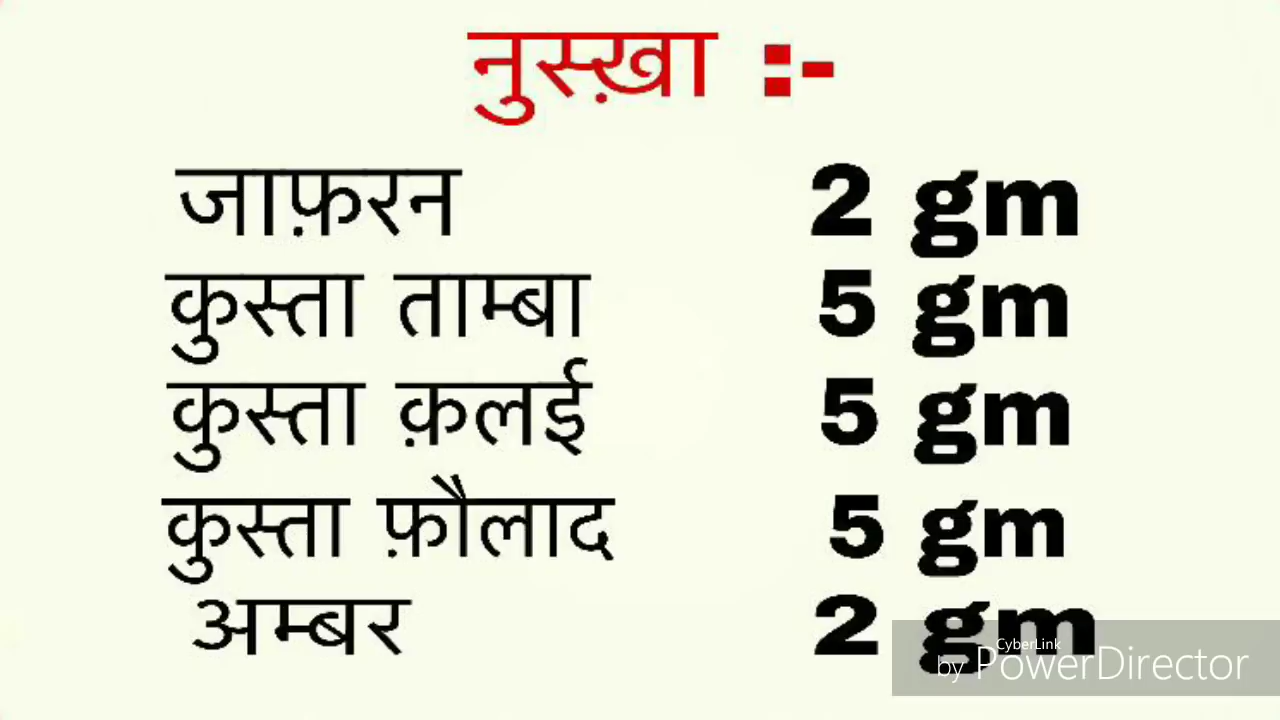 नुस्ख़ा :-
जाफ़रन 2 gm
कुस्ता ताम्बा 5 gm
कुस्ता क़लई 5 gm
कुस्ता फ़ौलाद 5 gm
अम्बर 2 gm
CyberLink
by PowerDirector